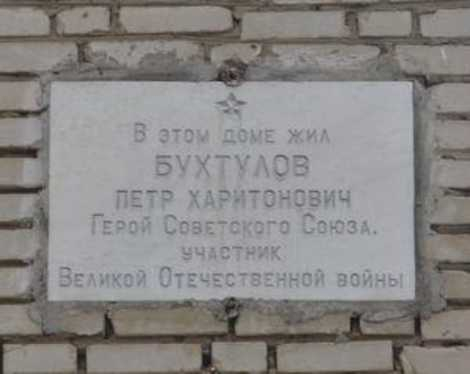 В этом доме жил
БУХТУЛОВ
ПЕТР ХАРИТОНОВИЧ
Герой Советского Союза.
участник
Великой Отечественной войны